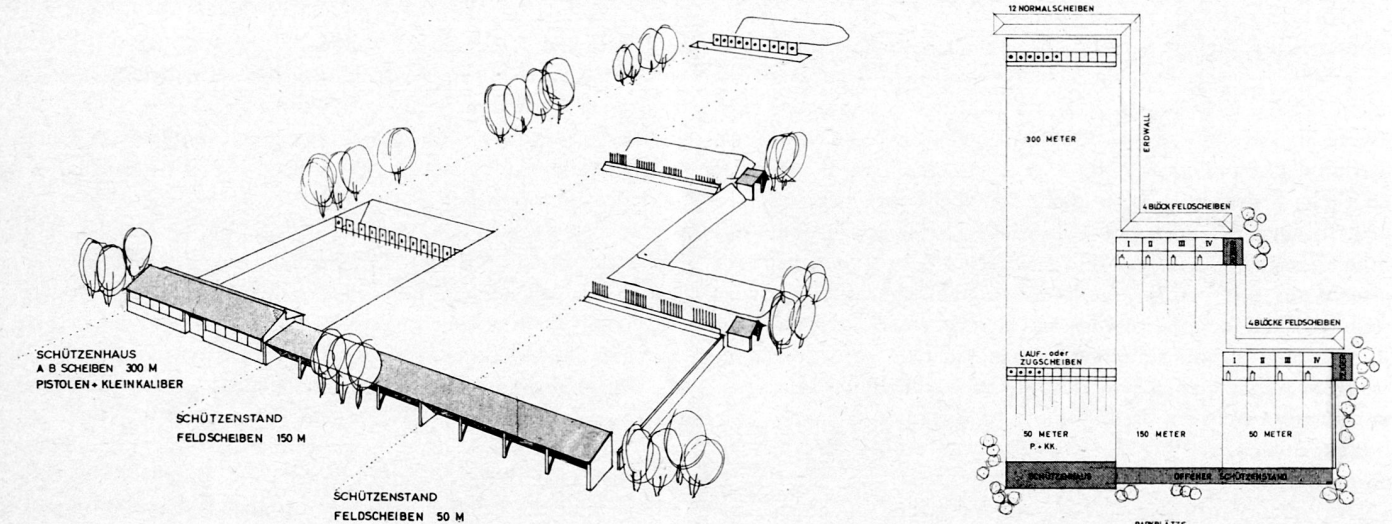 SCHÜTZENHAUS
A B SCHEIBEN 300 M
PISTOLEN + KLEINKALIBER
SCHÜTZENSTAND
FELDSCHEIBEN 150 M
SCHÜTZENSTAND
FELDSCHEIBEN 50 M
12 NORMALSCHEIBEN
300 METER
ERDWALL
4 BLÖCK FELDSCHEIBEN
I II III IV
4 BLÖCKE FELDSCHEIBEN
I II III IV
ZEIGER
LAUF- oder
ZUGSCHEIBEN
50 METER
P. + KK.
150 METER
50 METER
SCHÜTZENHAUS
OFFENER SCHÜTZENSTAND
PARKPLÄTZE